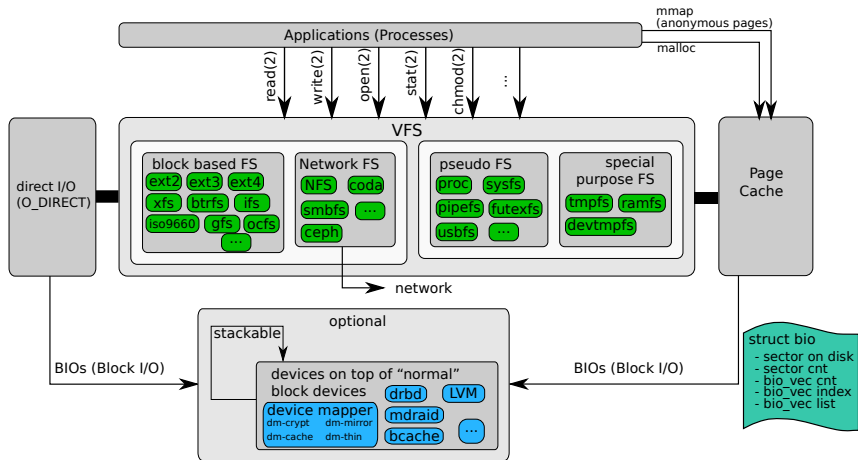 mmap
(anonymous pages)
Applications (Processes)
malloc
read(2)
write(2)
open(2)
stat(2)
chmod(2)
...
VFS
direct I/O
(O_DIRECT)
block based FS
ext2 ext3 ext4
xfs btrfs ifs
iso9660 gfs ocfs
...
Network FS
NFS coda
smbfs ...
ceph
pseudo FS
proc sysfs
pipefs futexfs
usbfs ...
special
purpose FS
tmpfs ramfs
devtmpfs
Page
Cache
network
optional
stackable
BIOs (Block I/O)
devices on top of “normal”
block devices
drbd LVM
device mapper
dm-crypt dm-mirror
dm-cache dm-thin
mdraid
bcache
...
BIOs (Block I/O)
struct bio
- sector on disk
- sector cnt
- bio_vec cnt
- bio_vec index
- bio_vec list